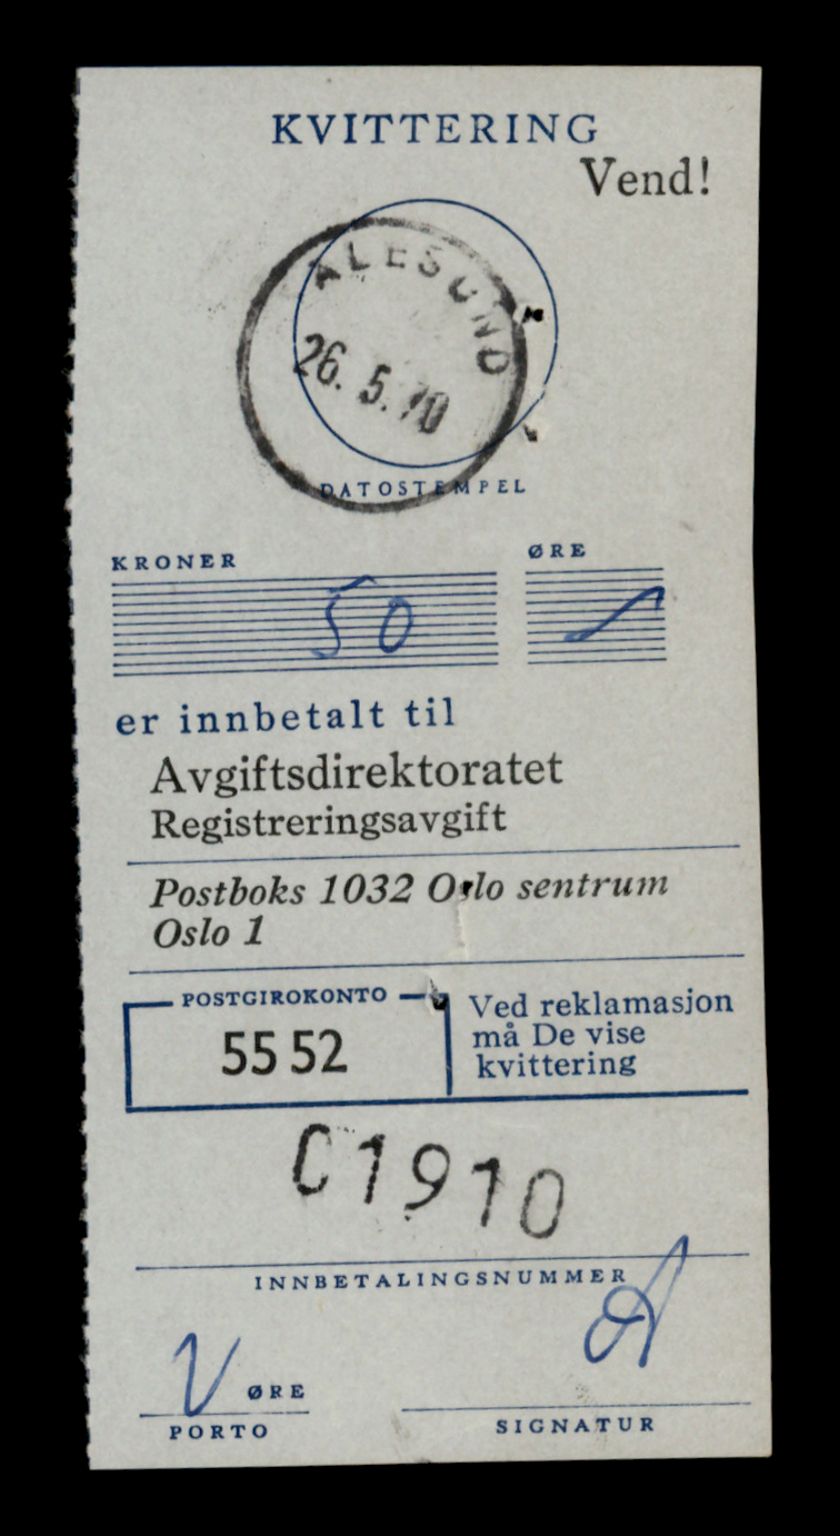 KVITTERING
Vend!
ÅLESUND
26. 5. 70
DATOSTEMPEL
KRONER ØRE
50
er innbetalt til
Avgiftsdirektoratet
Registreringsavgift
Postboks 1032 Oslo sentrum
Oslo 1
POSTGIROKONTO
55 52
Ved reklamasjon
må De vise
kvittering
C1910
INNBETALINGSNUMMER
ØRE
PORTO
SIGNATUR